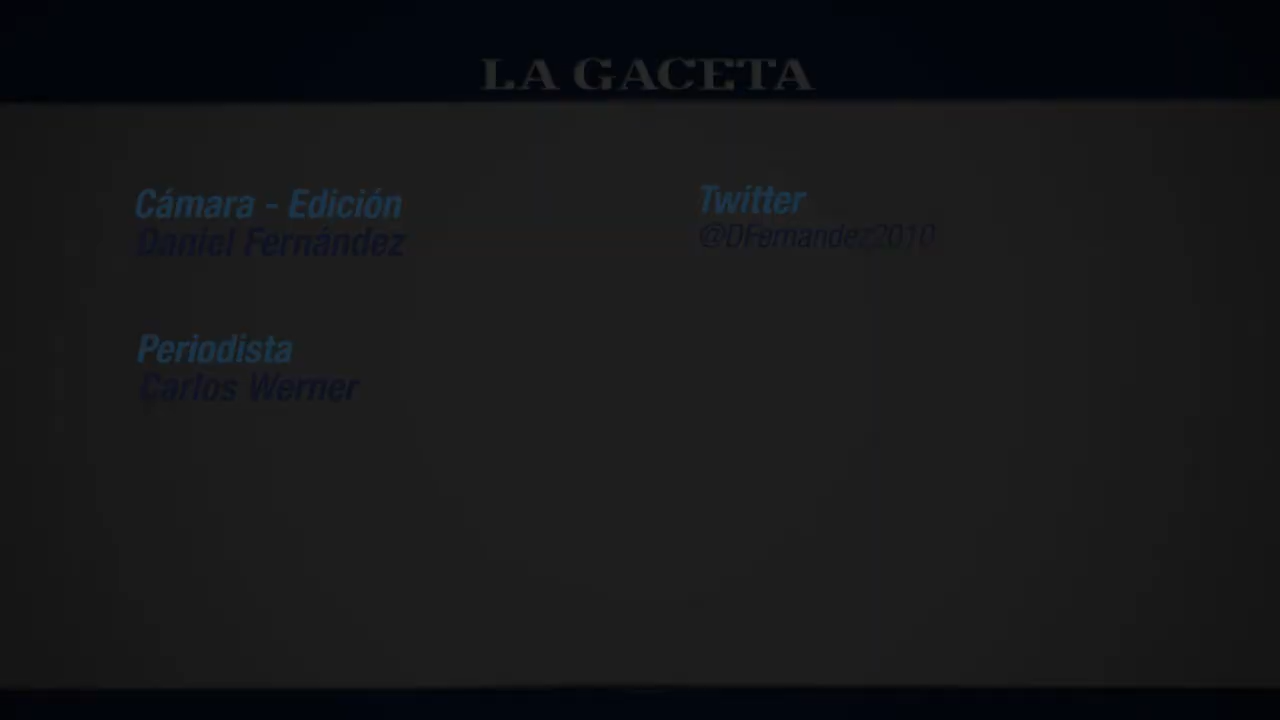 LA GACETA
Cámara - Edición
Daniel Fernández
Twitter
@DFernandez2010
Periodista
Carlos Werner